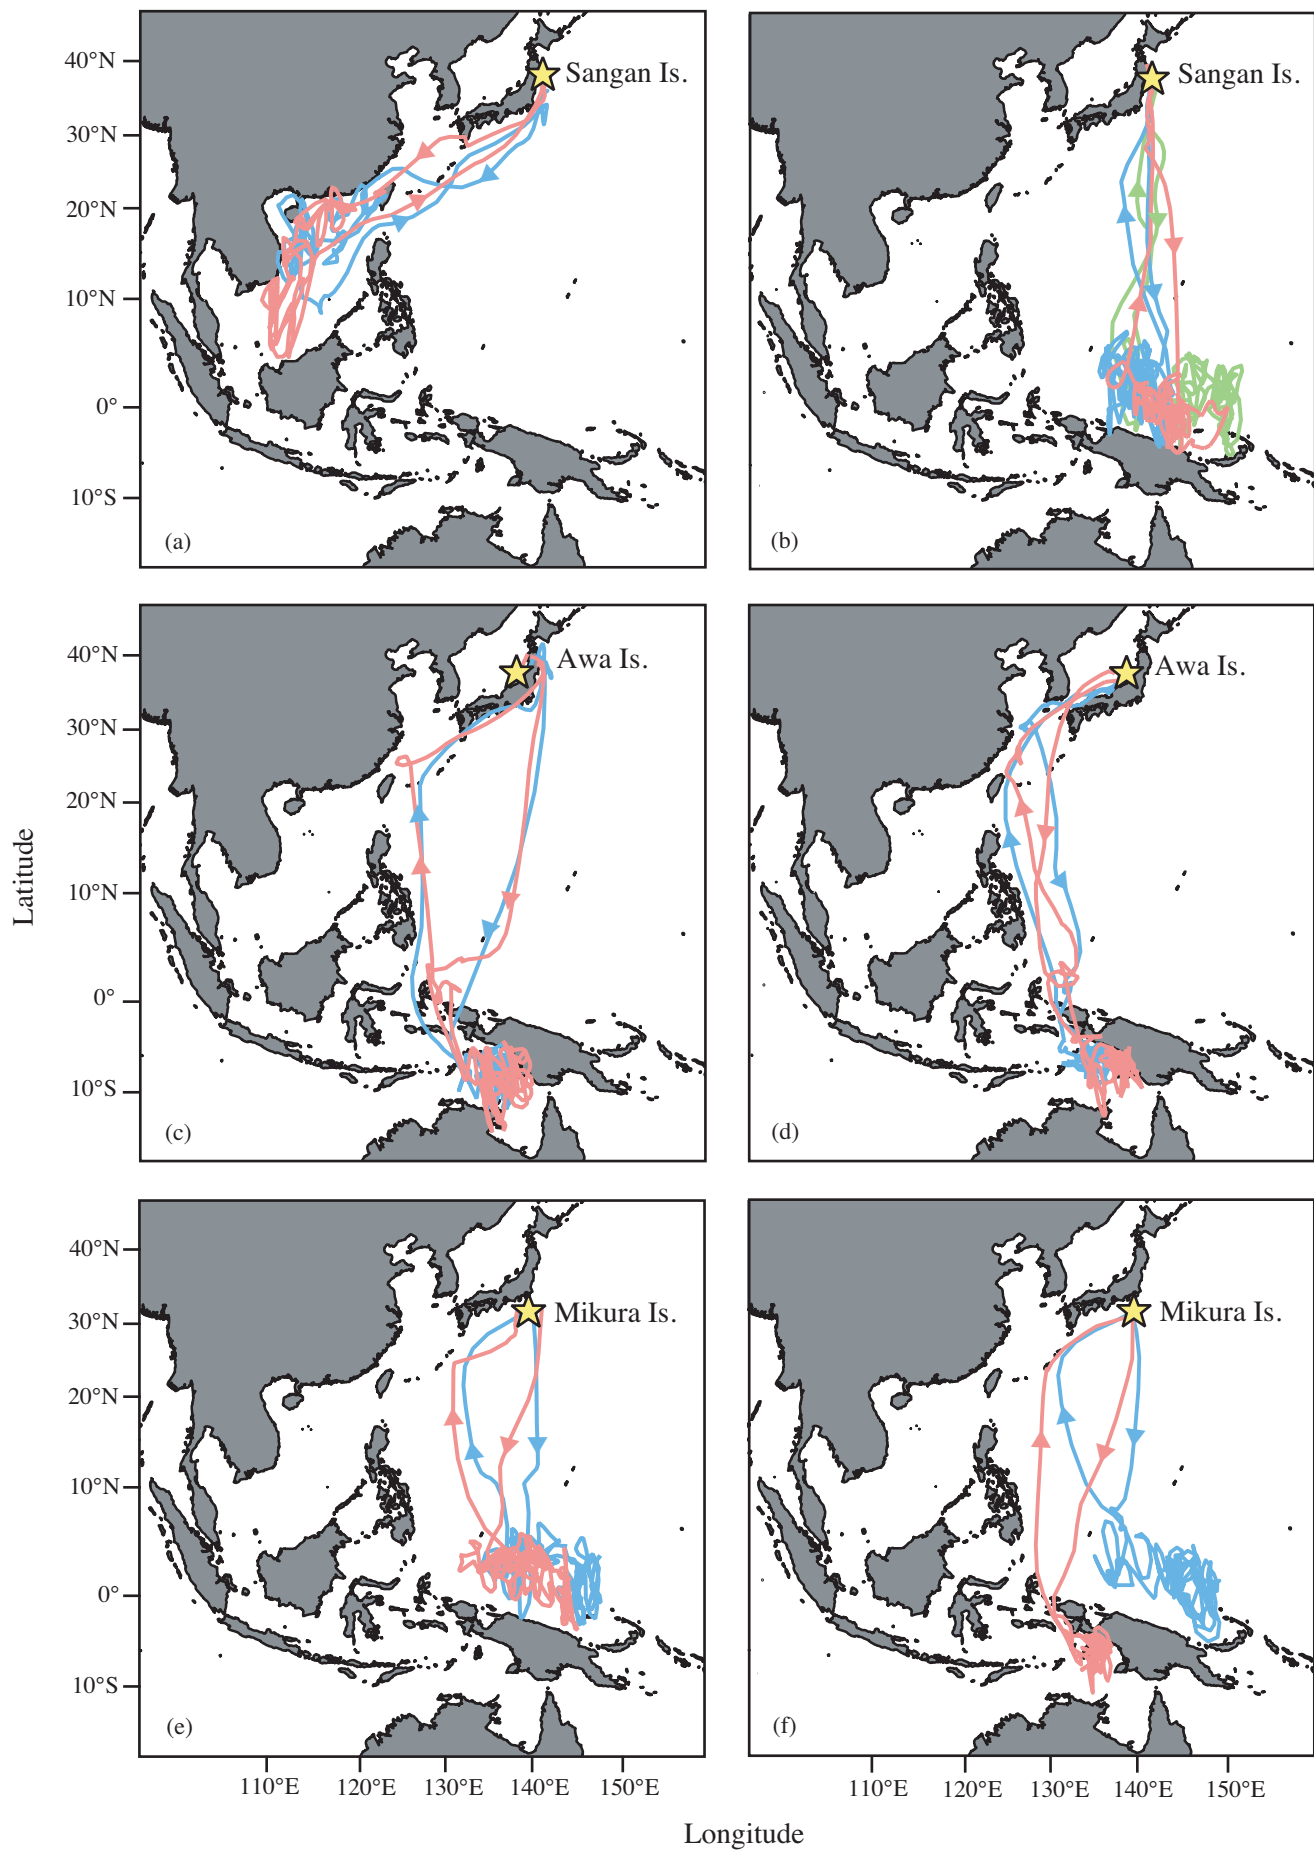 40°N
30°N
20°N
10°N
0°
10°S
Sangan Is.
(a)
Sangan Is.
(b)
40°N
30°N
20°N
10°N
0°
10°S
Awa Is.
(c)
Awa Is.
(d)
Latitude
40°N
30°N
20°N
10°N
0°
10°S
Mikura Is.
(e)
Mikura Is.
(f)
110°E 120°E 130°E 140°E 150°E
110°E 120°E 130°E 140°E 150°E
Longitude